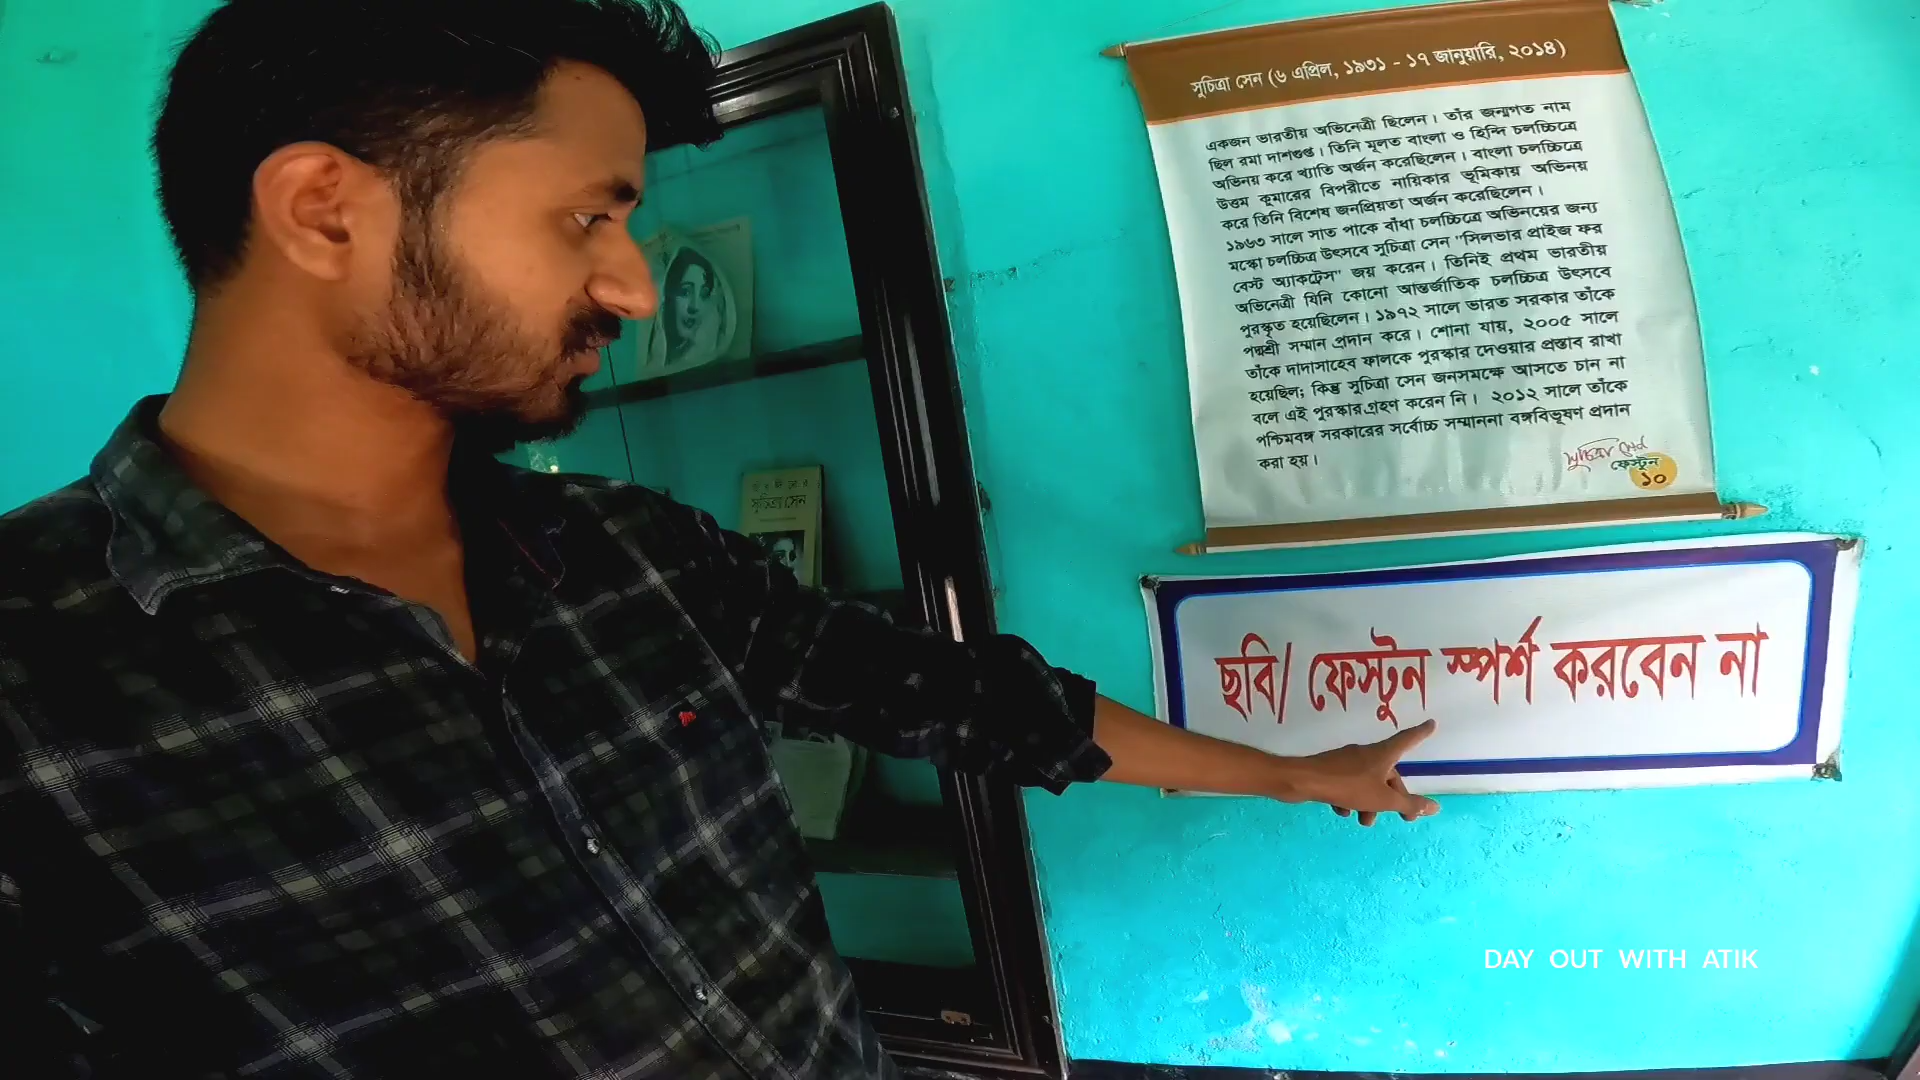 সুচিত্রা সেন (৬ এপ্রিল, ১৯৩১ - ১৭ জানুয়ারি, ২০১৪)
একজন ভারতীয় অভিনেত্রী ছিলেন। তাঁর জন্মগত নাম
ছিল রমা দাশগুপ্ত। তিনি মূলত বাংলা ও হিন্দি চলচ্চিত্রে
অভিনয় করে খ্যাতি অর্জন করেছিলেন। বাংলা চলচ্চিত্রে
উত্তম কুমারের বিপরীতে নায়িকার ভূমিকায় অভিনয়
করে তিনি বিশেষ জনপ্রিয়তা অর্জন করেছিলেন।
১৯৬৩ সালে সাত পাকে বাঁধা চলচ্চিত্রে অভিনয়ের জন্য
মস্কো চলচ্চিত্র উৎসবে সুচিত্রা সেন "সিলভার প্রাইজ ফর
বেস্ট অ্যাকট্রেস" জয় করেন। তিনিই প্রথম ভারতীয়
অভিনেত্রী যিনি কোনো আন্তর্জাতিক চলচ্চিত্র উৎসবে
পুরস্কৃত হয়েছিলেন। ১৯৭২ সালে ভারত সরকার তাঁকে
পদ্মশ্রী সম্মান প্রদান করে। শোনা যায়, ২০০৫ সালে
তাঁকে দাদাসাহেব ফালকে পুরস্কার দেওয়ার প্রস্তাব রাখা
হয়েছিল; কিন্তু সুচিত্রা সেন জনসমক্ষে আসতে চান না
বলে এই পুরস্কার গ্রহণ করেন নি। ২০১২ সালে তাঁকে
পশ্চিমবঙ্গ সরকারের সর্বোচ্চ সম্মাননা বঙ্গবিভূষণ প্রদান
করা হয়।
সুচিত্রা সেন
ফেস্টুন
১০
সুচিত্রা সেন
ছবি/ ফেস্টুন স্পর্শ করবেন না
DAY OUT WITH ATIK